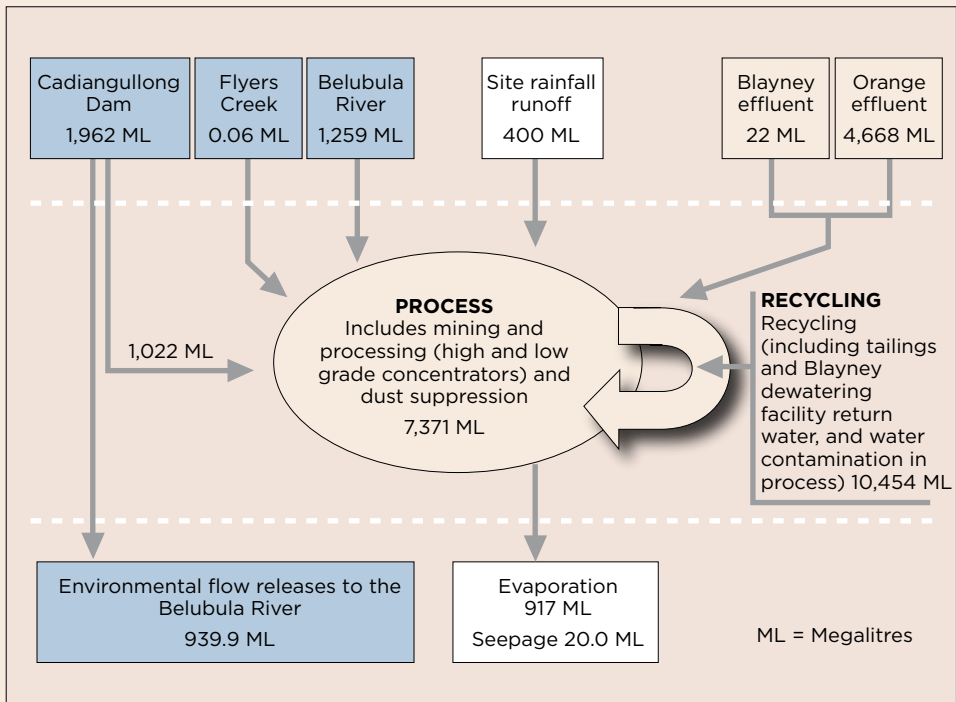 Cadiangullong
Dam
1,962 ML
Flyers
Creek
0.06 ML
Belubula
River
1,259 ML
Site rainfall
runoff
400 ML
Blayney
effluent
22 ML
Orange
effluent
4,668 ML
1,022 ML
PROCESS
Includes mining and
processing (high and low
grade concentrators) and
dust suppression
7,371 ML
RECYCLING
Recycling
(including tailings
and Blayney
dewatering
facility return
water, and water
contamination in
process) 10,454 ML
Environmental flow releases to the
Belubula River
939.9 ML
Evaporation
917 ML
Seepage 20.0 ML
ML = Megalitres